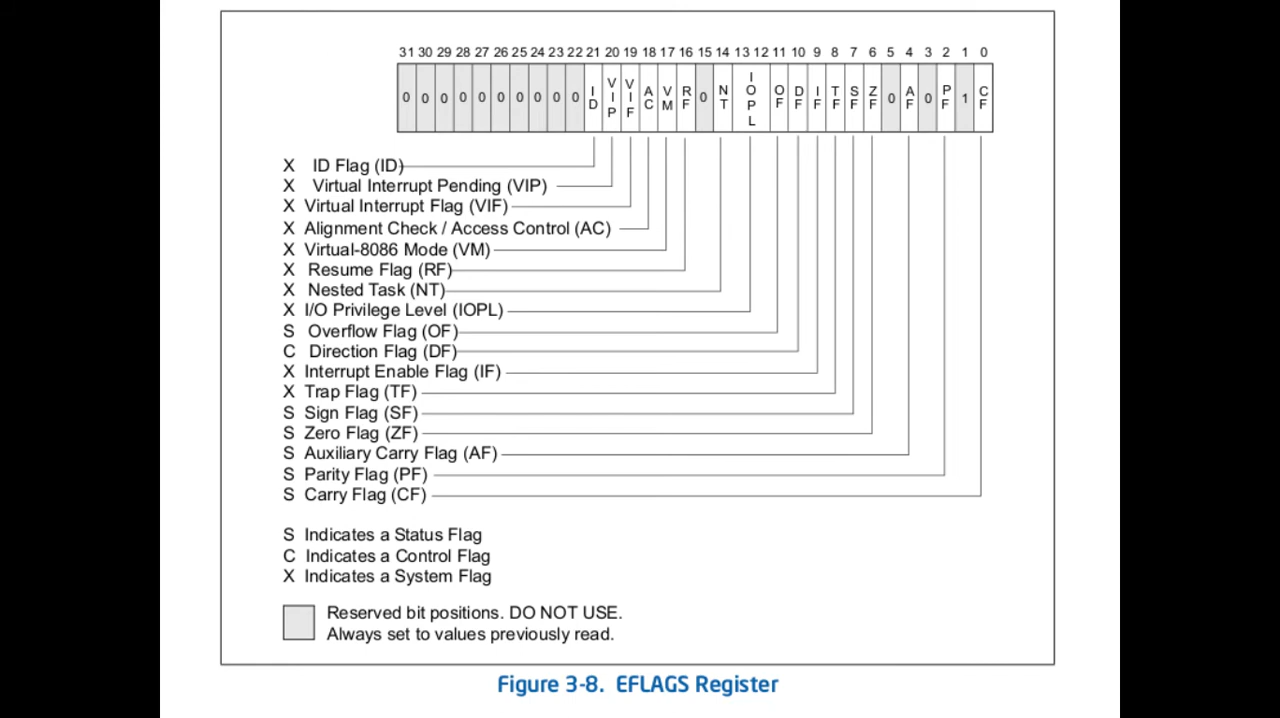 31 30 29 28 27 26 25 24 23 22 21 20 19 18 17 16 15 14 13 12 11 10 9 8 7 6 5 4 3 2 1 0
0 0 0 0 0 0 0 0 0 0 ID VIP VIF AC VM RF 0 NT IOPL OF DF IF TF SF ZF 0 AF 0 PF 1 CF
X ID Flag (ID)
X Virtual Interrupt Pending (VIP)
X Virtual Interrupt Flag (VIF)
X Alignment Check / Access Control (AC)
X Virtual-8086 Mode (VM)
X Resume Flag (RF)
X Nested Task (NT)
X I/O Privilege Level (IOPL)
S Overflow Flag (OF)
C Direction Flag (DF)
X Interrupt Enable Flag (IF)
X Trap Flag (TF)
S Sign Flag (SF)
S Zero Flag (ZF)
S Auxiliary Carry Flag (AF)
S Parity Flag (PF)
S Carry Flag (CF)
S Indicates a Status Flag
C Indicates a Control Flag
X Indicates a System Flag
Reserved bit positions. DO NOT USE.
Always set to values previously read.
Figure 3-8. EFLAGS Register